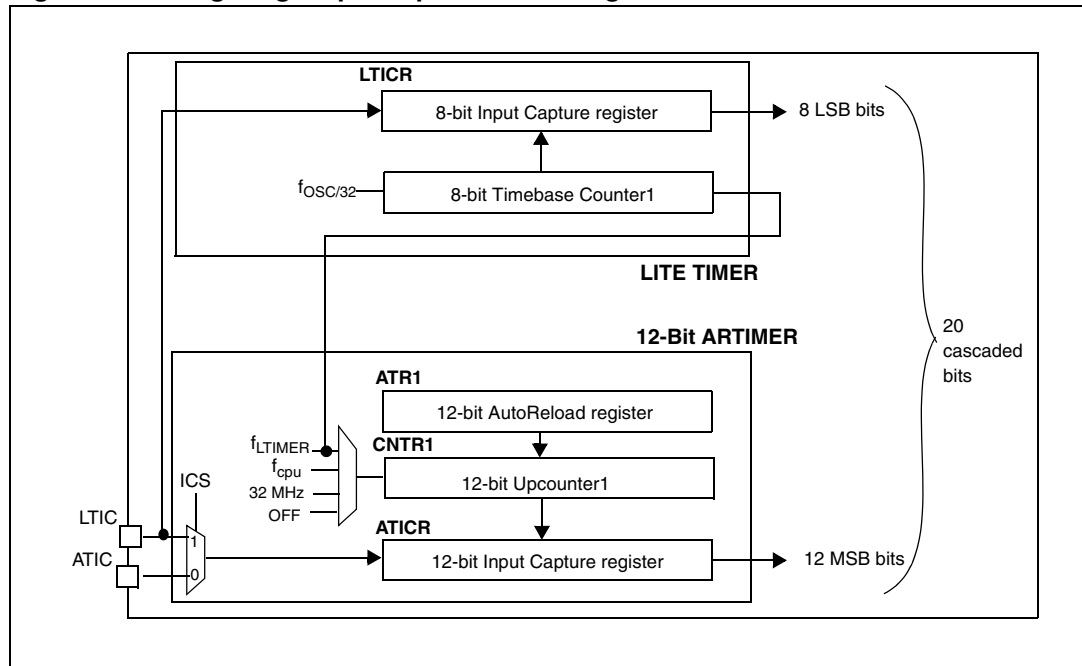 LTICR
8-bit Input Capture register
8 LSB bits
fOSC/32
8-bit Timebase Counter1
LITE TIMER
20
cascaded
bits
12-Bit ARTIMER
ATR1
12-bit AutoReload register
fLTIMER
CNTR1
fcpu
12-bit Upcounter1
ICS
32 MHz
OFF
LTIC
1
ATICR
ATIC
0
12-bit Input Capture register
12 MSB bits